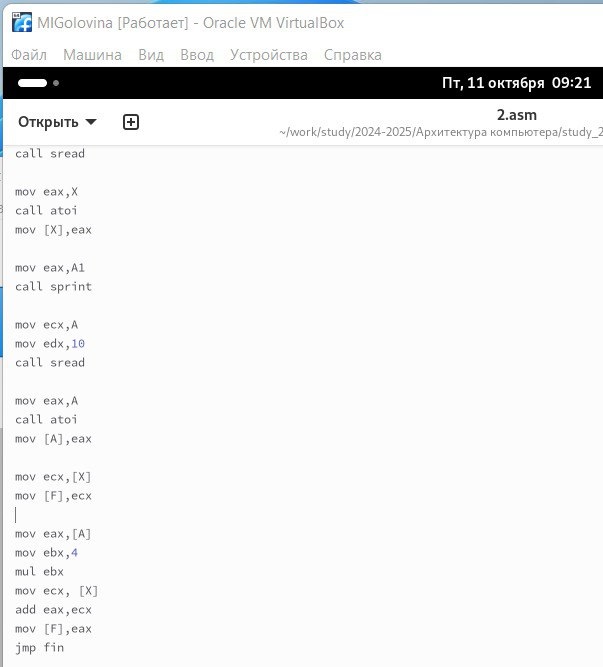 MIGolovina [Работает] - Oracle VM VirtualBox
Файл Машина Вид Ввод Устройства Справка
Пт, 11 октября 09:21
Открыть 2.asm
~/work/study/2024-2025/Архитектура компьютера/study_2
call sread
mov eax,X
call atoi
mov [X],eax
mov eax,A1
call sprint
mov ecx,A
mov edx,10
call sread
mov eax,A
call atoi
mov [A],eax
mov ecx,[X]
mov [F],ecx
mov eax,[A]
mov ebx,4
mul ebx
mov ecx, [X]
add eax,ecx
mov [F],eax
jmp fin